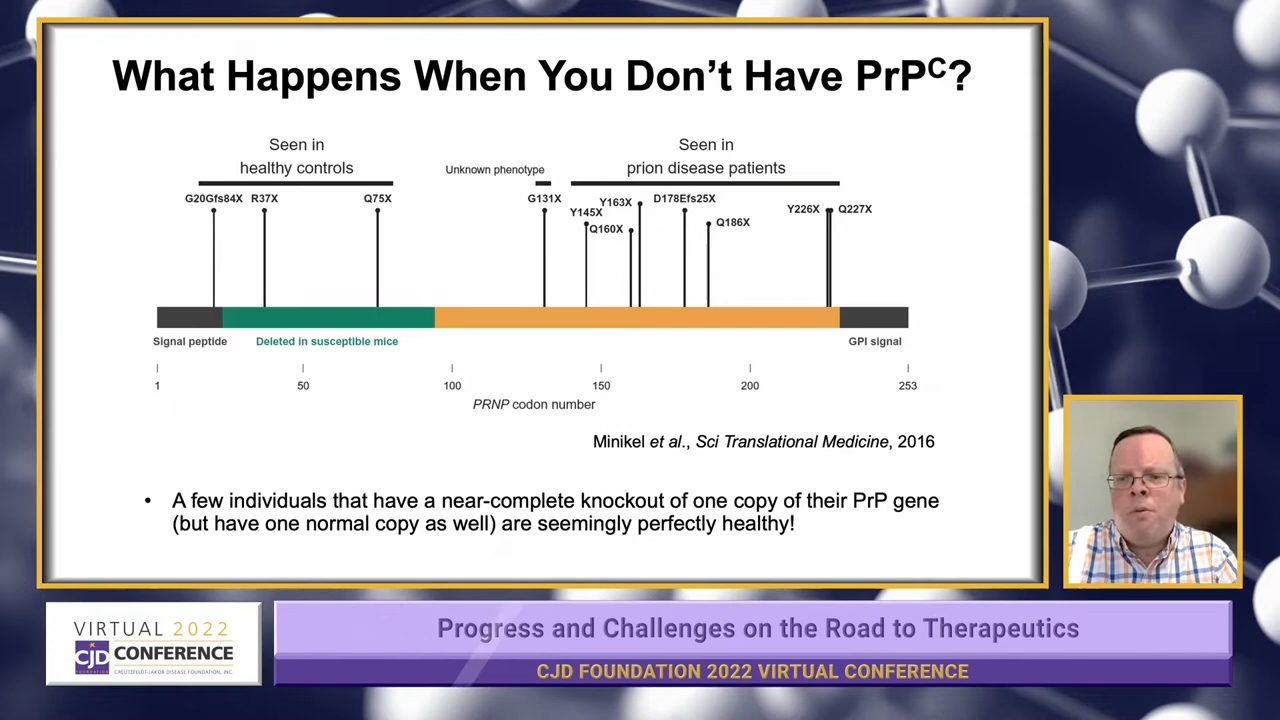 What Happens When You Don't Have PrPC?
Seen in
healthy controls
Unknown phenotype
Seen in
prion disease patients
G20Gfs84X
R37X
Q75X
G131X
Y145X
Q160X
Y163X
D178Efs25X
Q186X
Y226X
Q227X
Signal peptide
Deleted in susceptible mice
GPI signal
1
50
100
150
200
253
PRNP codon number
Minikel et al., Sci Translational Medicine, 2016
• A few individuals that have a near-complete knockout of one copy of their PrP gene
(but have one normal copy as well) are seemingly perfectly healthy!
VIRTUAL 2022
CJD CONFERENCE
FOUNDATION
CREUTZFELDT-JAKOB DISEASE FOUNDATION, INC.
Progress and Challenges on the Road to Therapeutics
CJD FOUNDATION 2022 VIRTUAL CONFERENCE